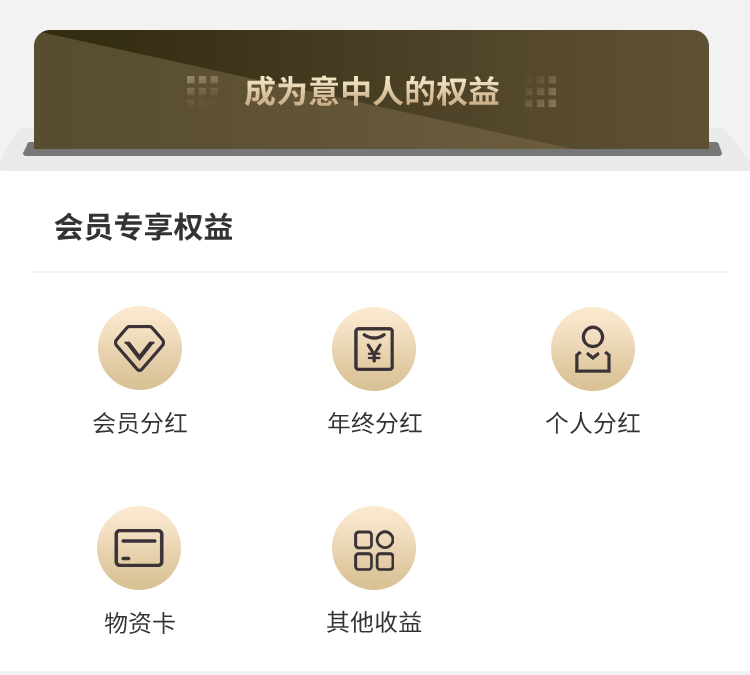 成为意中人的权益
会员专享权益
会员分红
年终分红
个人分红
物资卡
其他收益